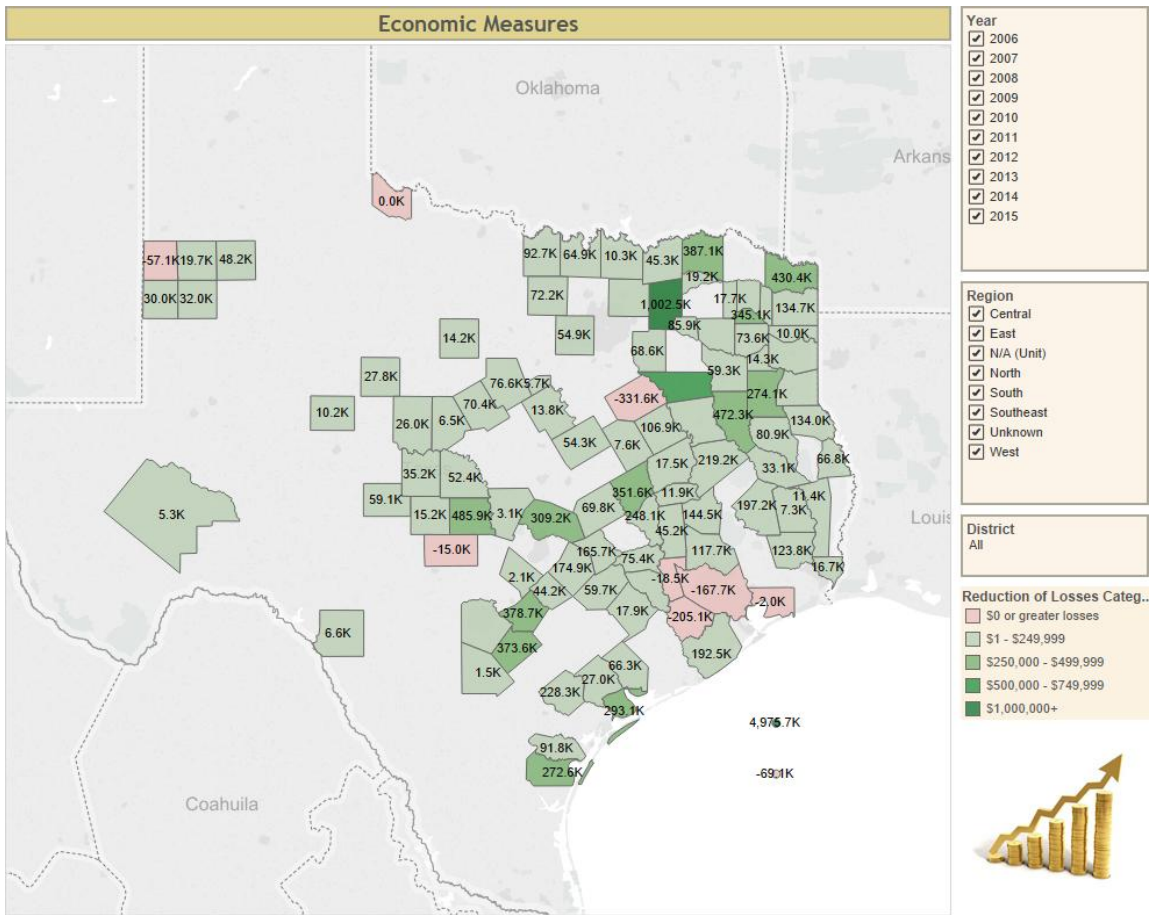 Economic Measures
Oklahoma
Arkans
0.0K
-57.1K 19.7K 48.2K
30.0K 32.0K
92.7K 64.9K 10.3K 45.3K 387.1K
19.2K
430.4K
72.2K
1,002.5K
17.7K
345.1K
134.7K
14.2K
54.9K
85.9K
73.6K
10.0K
68.6K
14.3K
59.3K
27.8K
76.6K 5.7K
274.1K
-331.6K
10.2K
26.0K 6.5K
70.4K
13.8K
472.3K
134.0K
106.9K
80.9K
54.3K
7.6K
66.8K
35.2K
52.4K
17.5K
219.2K
33.1K
59.1K
351.6K
11.9K
11.4K
5.3K
15.2K
485.9K
3.1K
309.2K
69.8K
248.1K
144.5K
197.2K
7.3K
Louis
45.2K
-15.0K
165.7K
75.4K
117.7K
123.8K
2.1K
174.9K
16.7K
44.2K
59.7K
-18.5K
-167.7K
-2.0K
378.7K
17.9K
-205.1K
6.6K
373.6K
192.5K
1.5K
66.3K
27.0K
228.3K
293.1K
4,975.7K
91.8K
272.6K
-69.1K
Coahuila
Year
2006
2007
2008
2009
2010
2011
2012
2013
2014
2015
Region
Central
East
N/A (Unit)
North
South
Southeast
Unknown
West
District
All
Reduction of Losses Categ..
$0 or greater losses
$1 - $249,999
$250,000 - $499,999
$500,000 - $749,999
$1,000,000+